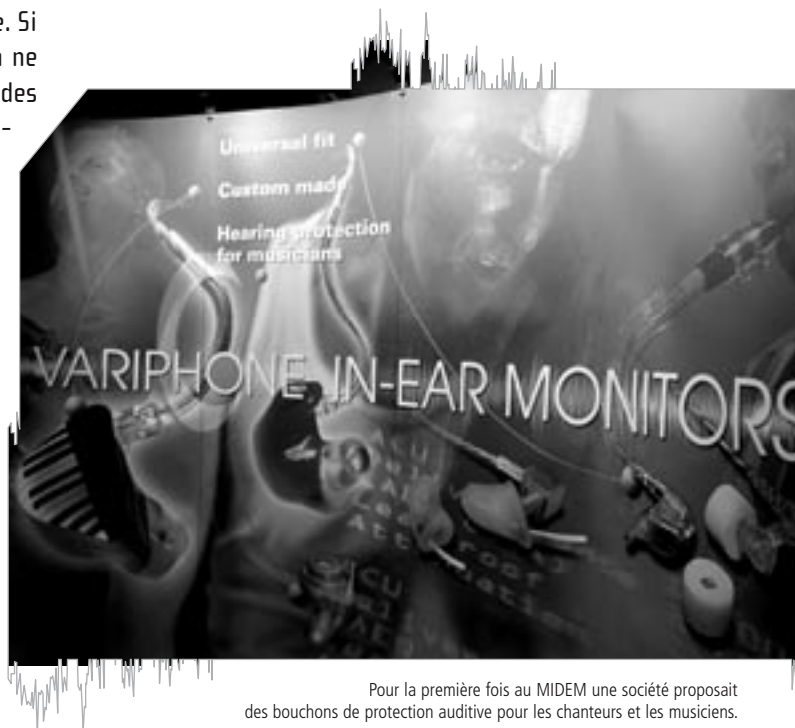 e. Si
n ne
des
-
Universal fit
Custom made
Hearing protection
for musicians
VARIPHONE IN-EAR MONITORS
Pour la première fois au MIDEM une société proposait
des bouchons de protection auditive pour les chanteurs et les musiciens.